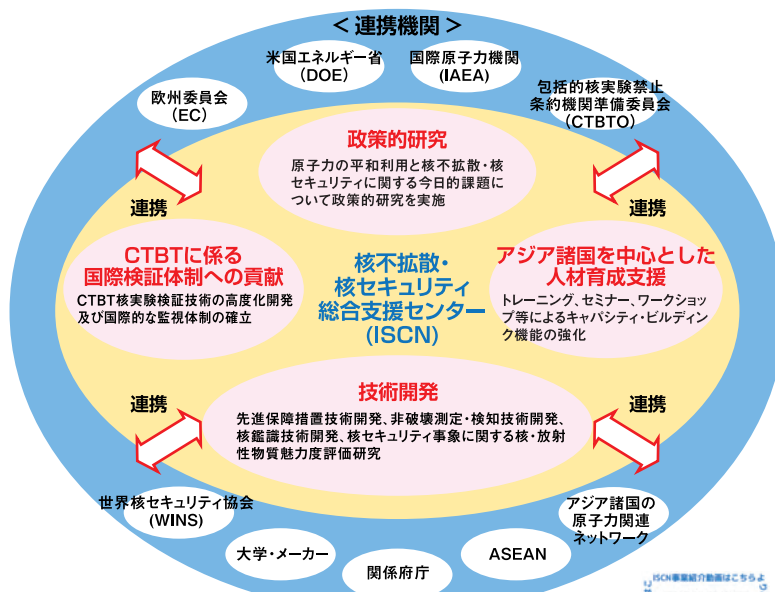 ＜連携機関＞
米国エネルギー省
(DOE)
国際原子力機関
(IAEA)
欧州委員会
(EC)
包括的核実験禁止
条約機関準備委員会
(CTBTO)
政策的研究
原子力の平和利用と核不拡散・核
セキュリティに関する今日的課題に
ついて政策的研究を実施
連携
連携
CTBTに係る
国際検証体制への貢献
CTBT核実験検証技術の高度化開発
及び国際的な監視体制の確立
核不拡散・
核セキュリティ
総合支援センター
(ISCN)
アジア諸国を中心とした
人材育成支援
トレーニング、セミナー、ワークショッ
プ等によるキャパシティ・ビルディン
ク機能の強化
技術開発
先進保障措置技術開発、非破壊測定・検知技術開発、
核鑑識技術開発、核セキュリティ事象に関する核・放射
性物質魅力度評価研究
連携
連携
世界核セキュリティ協会
(WINS)
大学・メーカー
関係府庁
ASEAN
アジア諸国の
原子力関連
ネットワーク
ISCN事業紹介動画はこちらよ